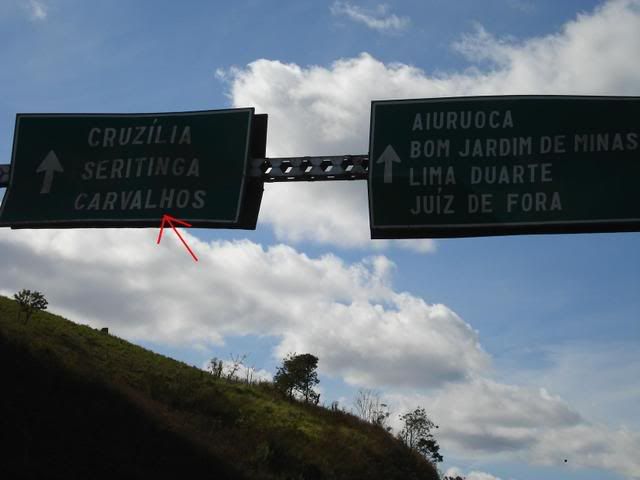 CRUZÍLIA
SERITINGA
CARVALHOS
AIURUOCA
BOM JARDIM DE MINAS
LIMA DUARTE
JUÍZ DE FORA